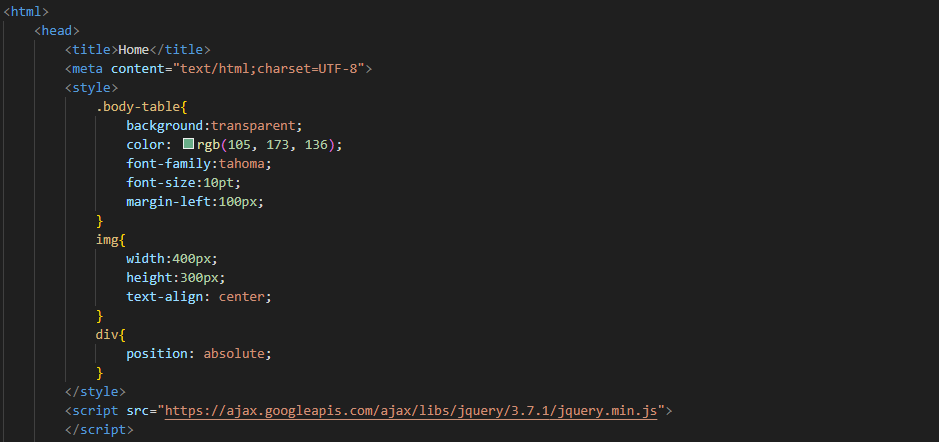 <html>
<head>
<title>Home</title>
<meta content="text/html;charset=UTF-8">
<style>
.body-table{
background:transparent;
color: rgb(105, 173, 136);
font-family:tahoma;
font-size:10pt;
margin-left:100px;
}
img{
width:400px;
height:300px;
text-align: center;
}
div{
position: absolute;
}
</style>
<script src="https://ajax.googleapis.com/ajax/libs/jquery/3.7.1/jquery.min.js">
</script>